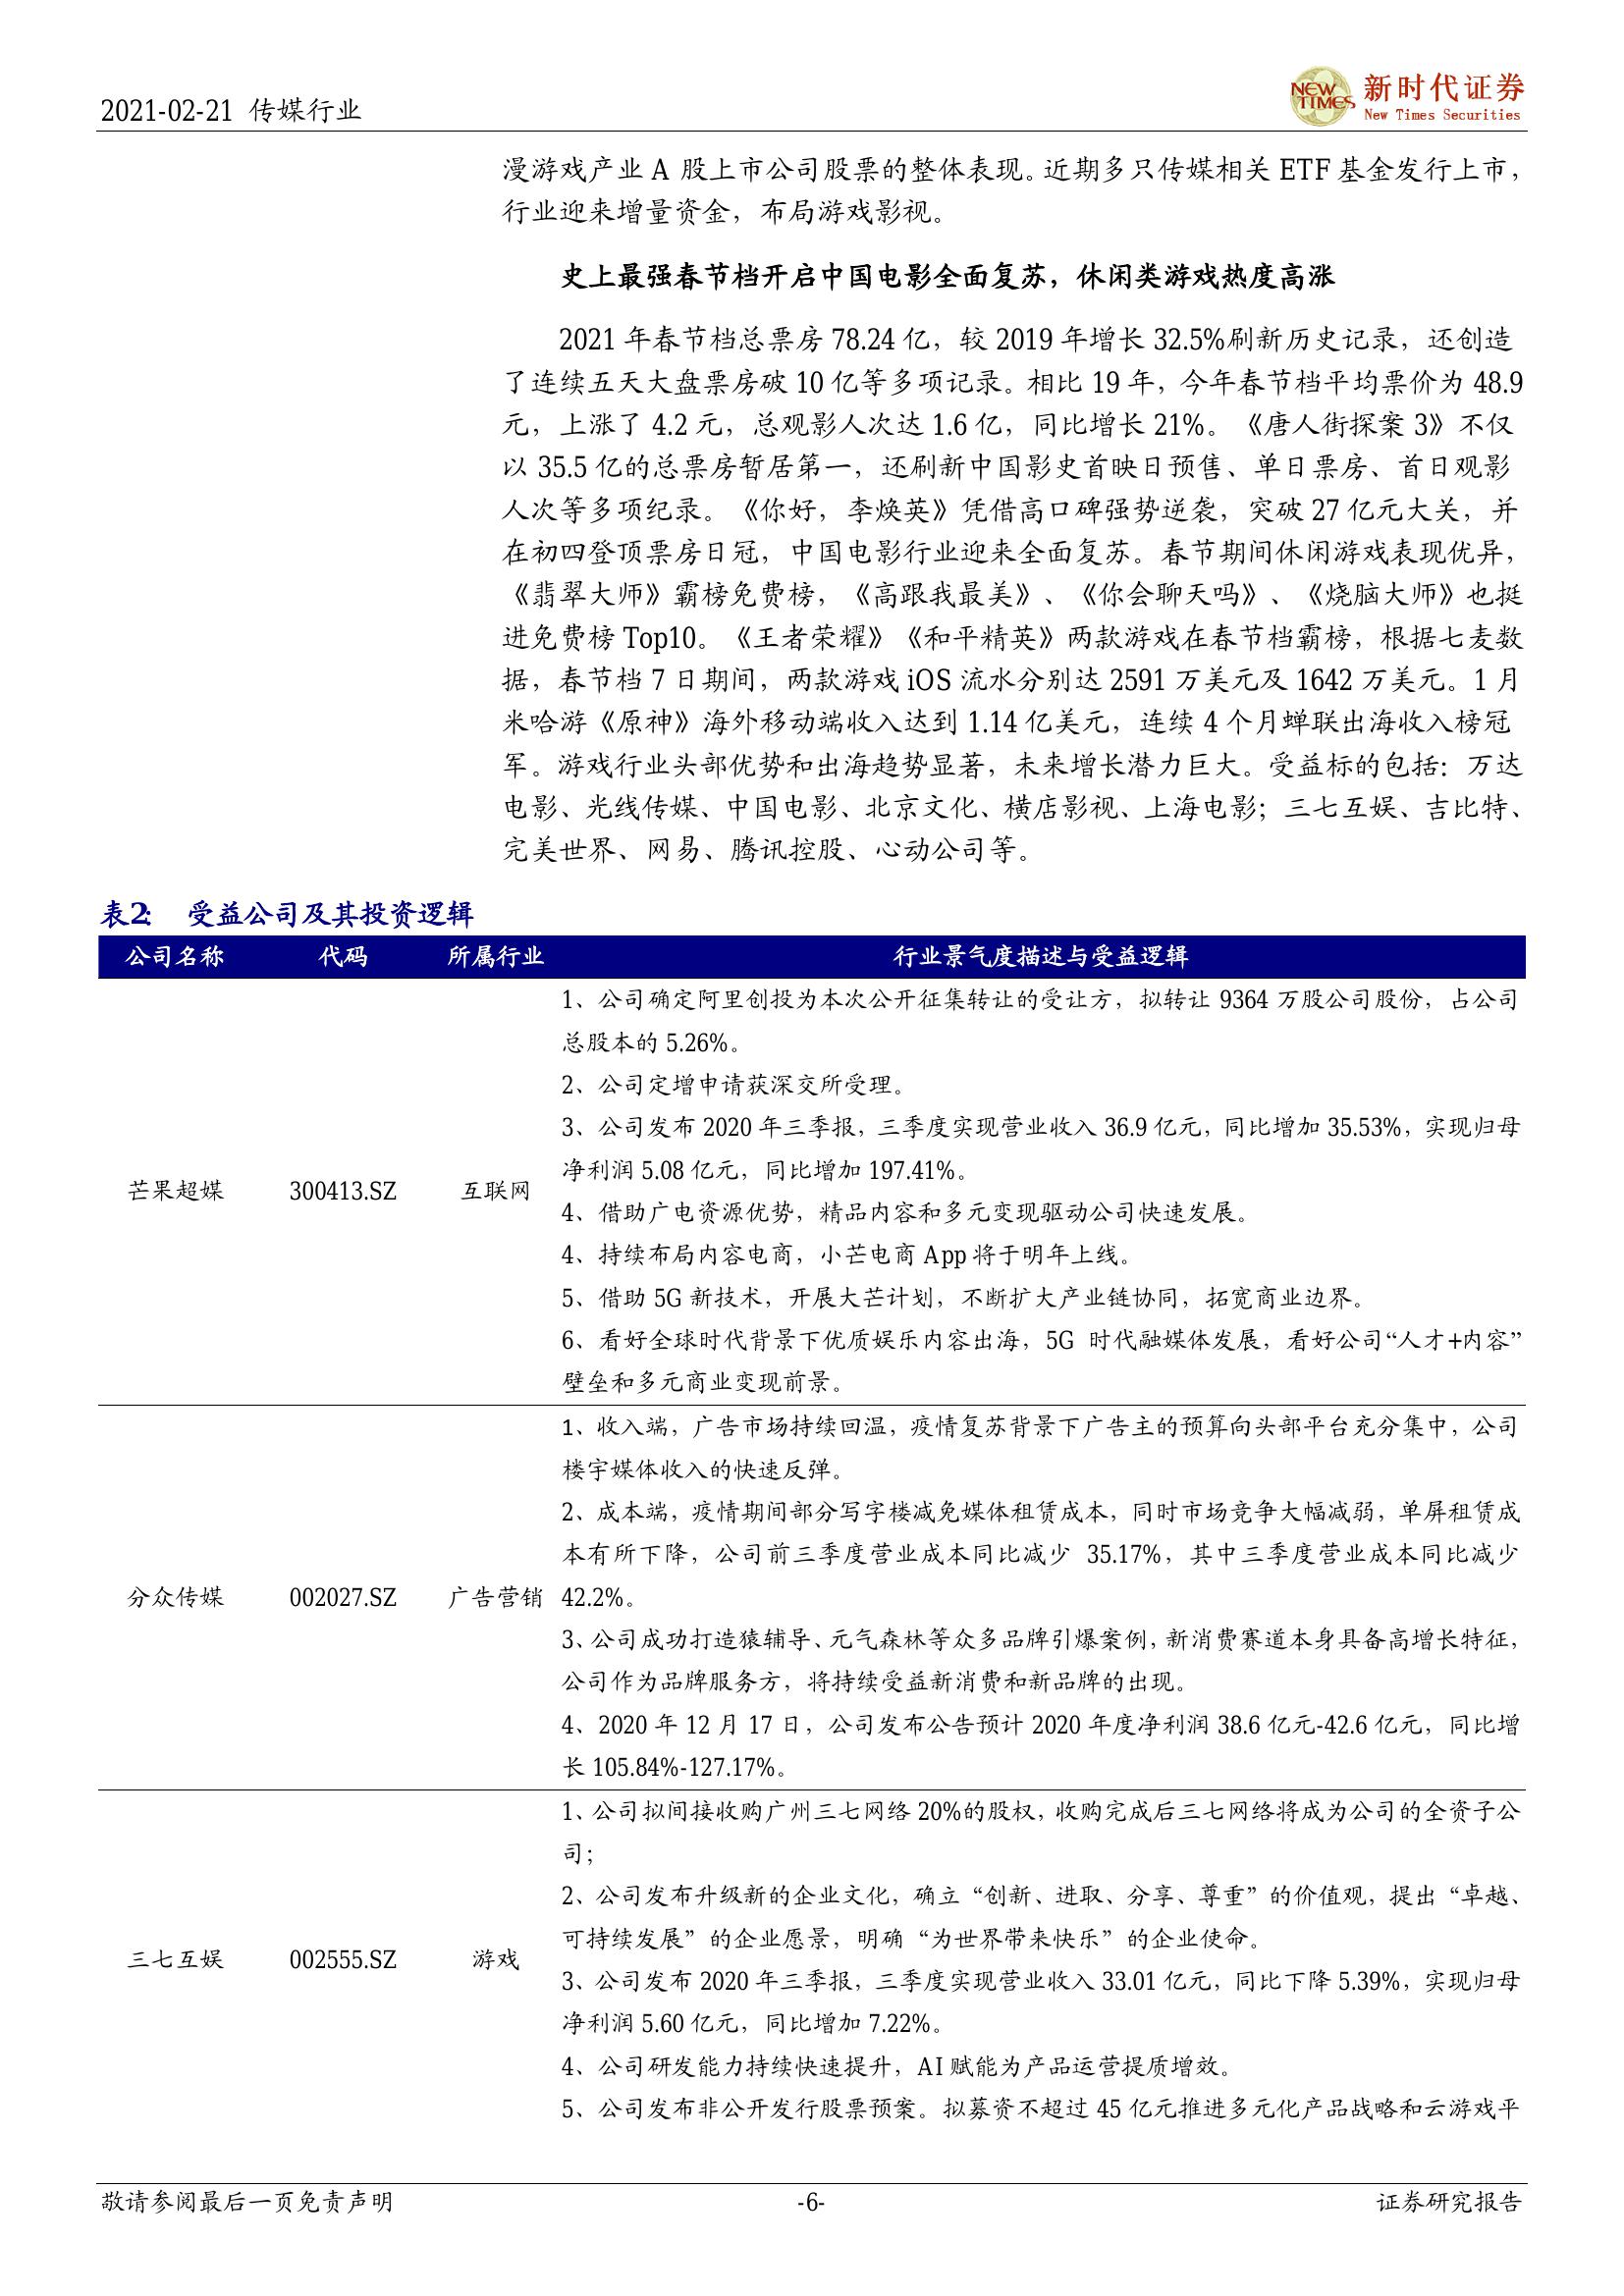 2021-02-21 传媒行业
NEW TIMES
新时代证券
New Times Securities
漫游戏产业 A 股上市公司股票的整体表现。近期多只传媒相关 ETF 基金发行上市，
行业迎来增量资金，布局游戏影视。
史上最强春节档开启中国电影全面复苏，休闲类游戏热度高涨
2021 年春节档总票房 78.24 亿，较 2019 年增长 32.5%刷新历史记录，还创造
了连续五天大盘票房破 10 亿等多项记录。相比 19 年，今年春节档平均票价为 48.9
元，上涨了 4.2 元，总观影人次达 1.6 亿，同比增长 21%。《唐人街探案 3》不仅
以 35.5 亿的总票房暂居第一，还刷新中国影史首映日预售、单日票房、首日观影
人次等多项纪录。《你好，李焕英》凭借高口碑强势逆袭，突破 27 亿元大关，并
在初四登顶票房日冠，中国电影行业迎来全面复苏。春节期间休闲游戏表现优异，
《翡翠大师》霸榜免费榜，《高跟我最美》、《你会聊天吗》、《烧脑大师》也挺
进免费榜 Top10。《王者荣耀》《和平精英》两款游戏在春节档霸榜，根据七麦数
据，春节档 7 日期间，两款游戏 iOS 流水分别达 2591 万美元及 1642 万美元。1 月
米哈游《原神》海外移动端收入达到 1.14 亿美元，连续 4 个月蝉联出海收入榜冠
军。游戏行业头部优势和出海趋势显著，未来增长潜力巨大。受益标的包括：万达
电影、光线传媒、中国电影、北京文化、横店影视、上海电影；三七互娱、吉比特、
完美世界、网易、腾讯控股、心动公司等。
表2： 受益公司及其投资逻辑
公司名称 代码 所属行业 行业景气度描述与受益逻辑
1、公司确定阿里创投为本次公开征集转让的受让方，拟转让 9364 万股公司股份，占公司
总股本的 5.26%。
2、公司定增申请获深交所受理。
3、公司发布 2020 年三季报，三季度实现营业收入 36.9 亿元，同比增加 35.53%，实现归母
净利润 5.08 亿元，同比增加 197.41%。
芒果超媒 300413.SZ 互联网
4、借助广电资源优势，精品内容和多元变现驱动公司快速发展。
4、持续布局内容电商，小芒电商 App 将于明年上线。
5、借助 5G 新技术，开展大芒计划，不断扩大产业链协同，拓宽商业边界。
6、看好全球时代背景下优质娱乐内容出海，5G 时代融媒体发展，看好公司“人才+内容”
壁垒和多元商业变现前景。
1、收入端，广告市场持续回温，疫情复苏背景下广告主的预算向头部平台充分集中，公司
楼宇媒体收入的快速反弹。
2、成本端，疫情期间部分写字楼减免媒体租赁成本，同时市场竞争大幅减弱，单屏租赁成
本有所下降，公司前三季度营业成本同比减少 35.17%，其中三季度营业成本同比减少
分众传媒 002027.SZ 广告营销 42.2%。
3、公司成功打造猿辅导、元气森林等众多品牌引爆案例，新消费赛道本身具备高增长特征，
公司作为品牌服务方，将持续受益新消费和新品牌的出现。
4、2020 年 12 月 17 日，公司发布公告预计 2020 年度净利润 38.6 亿元-42.6 亿元，同比增
长 105.84%-127.17%。
1、公司拟间接收购广州三七网络 20%的股权，收购完成后三七网络将成为公司的全资子公
司；
2、公司发布升级新的企业文化，确立“创新、进取、分享、尊重”的价值观，提出“卓越、
可持续发展”的企业愿景，明确“为世界带来快乐”的企业使命。
三七互娱 002555.SZ 游戏
3、公司发布 2020 年三季报，三季度实现营业收入 33.01 亿元，同比下降 5.39%，实现归母
净利润 5.60 亿元，同比增加 7.22%。
4、公司研发能力持续快速提升，AI 赋能为产品运营提质增效。
5、公司发布非公开发行股票预案。拟募资不超过 45 亿元推进多元化产品战略和云游戏平
敬请参阅最后一页免责声明 -6- 证券研究报告